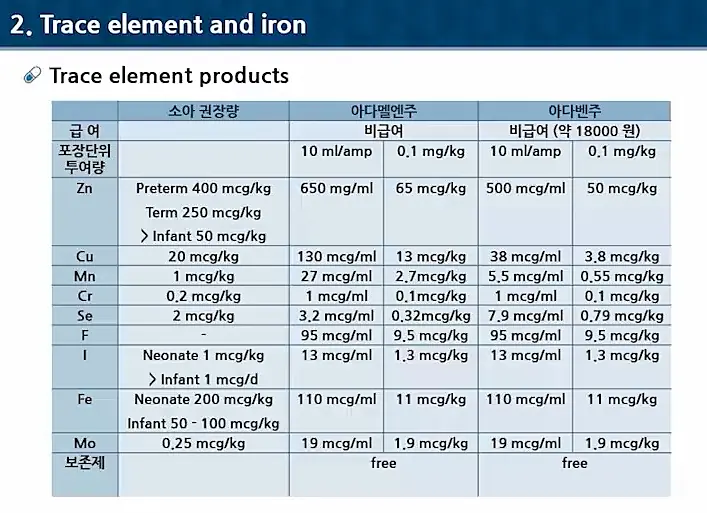 2. Trace element and iron
Trace element products
소아 권장량 아다멜엔주 아다벤주
급 여 비급여 비급여 (약 18000 원)
포장단위 10 ml/amp 0.1 mg/kg 10 ml/amp 0.1 mg/kg
투여량
Zn Preterm 400 mcg/kg 650 mg/ml 65 mcg/kg 500 mcg/ml 50 mcg/kg
Term 250 mcg/kg
> Infant 50 mcg/kg
Cu 20 mcg/kg 130 mcg/ml 13 mcg/kg 38 mcg/ml 3.8 mcg/kg
Mn 1 mcg/kg 27 mcg/ml 2.7mcg/kg 5.5 mcg/ml 0.55 mcg/kg
Cr 0.2 mcg/kg 1 mcg/ml 0.1mcg/kg 1 mcg/ml 0.1 mcg/kg
Se 2 mcg/kg 3.2 mcg/ml 0.32mcg/kg 7.9 mcg/ml 0.79 mcg/kg
F - 95 mcg/ml 9.5 mcg/kg 95 mcg/ml 9.5 mcg/kg
I Neonate 1 mcg/kg 13 mcg/ml 1.3 mcg/kg 13 mcg/ml 1.3 mcg/kg
> Infant 1 mcg/d
Fe Neonate 200 mcg/kg 110 mcg/ml 11 mcg/kg 110 mcg/ml 11 mcg/kg
Infant 50 - 100 mcg/kg
Mo 0.25 mcg/kg 19 mcg/ml 1.9 mcg/kg 19 mcg/ml 1.9 mcg/kg
보존제 free free